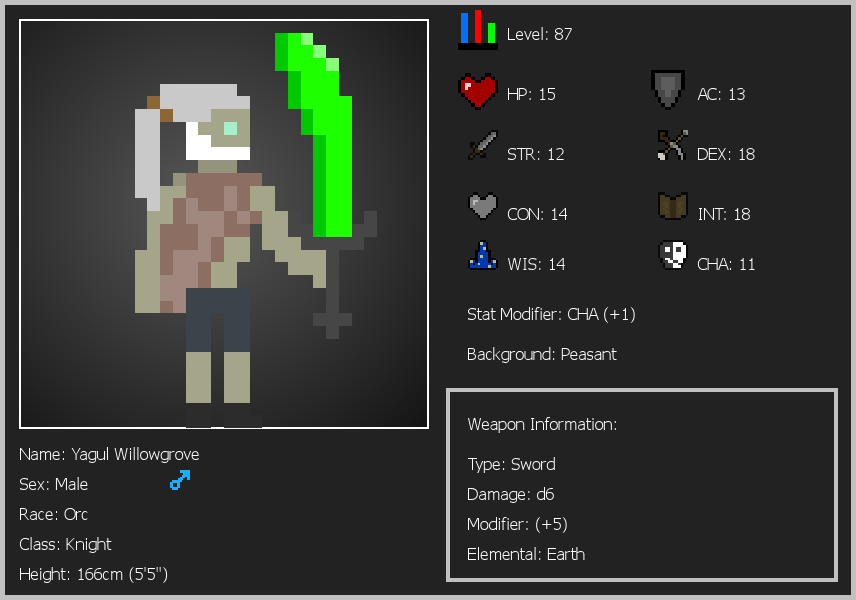 Level: 87
HP: 15
AC: 13
STR: 12
DEX: 18
CON: 14
INT: 18
WIS: 14
CHA: 11
Stat Modifier: CHA (+1)
Background: Peasant
Weapon Information:
Type: Sword
Damage: d6
Modifier: (+5)
Elemental: Earth
Name: Yagul Willowgrove
Sex: Male
Race: Orc
Class: Knight
Height: 166cm (5'5")